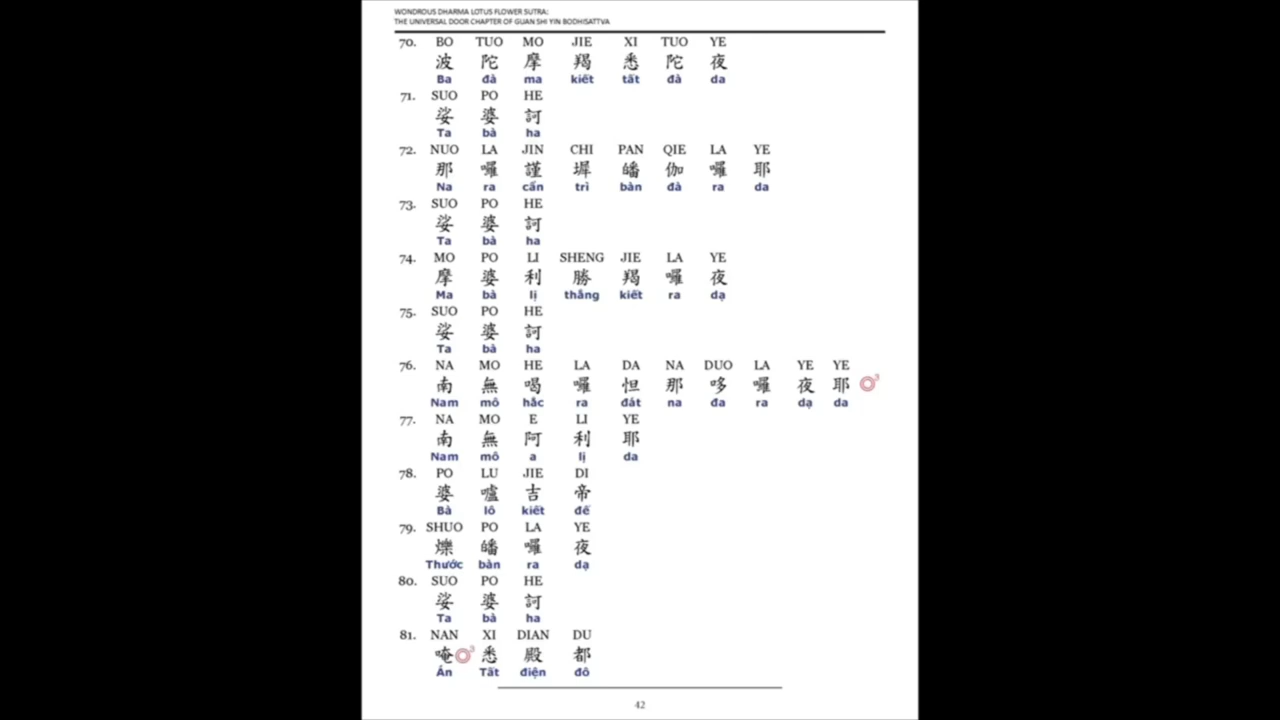 WONDROUS DHARMA LOTUS FLOWER SUTRA:
THE UNIVERSAL DOOR CHAPTER OF GUAN SHI YIN BODHISATTVA
70. BO TUO MO JIE XI TUO YE
波 陀 摩 羯 悉 陀 夜
Ba đà ma kiết tất đà da
71. SUO PO HE
娑 婆 訶
Ta bà ha
72. NUO LA JIN CHI PAN QIE LA YE
那 囉 謹 墀 皤 伽 囉 耶
Na ra cẩn trì bàn đà ra da
73. SUO PO HE
娑 婆 訶
Ta bà ha
74. MO PO LI SHENG JIE LA YE
摩 婆 利 勝 羯 囉 夜
Ma bà lị thắng kiết ra dạ
75. SUO PO HE
娑 婆 訶
Ta bà ha
76. NA MO HE LA DA NA DUO LA YE YE
南 無 喝 囉 怛 那 哆 囉 夜 耶
Nam mô hắc ra đát na đa ra dạ da
77. NA MO E LI YE
南 無 阿 利 耶
Nam mô a lị da
78. PO LU JIE DI
婆 嚧 吉 帝
Bà lô kiết đế
79. SHUO PO LA YE
爍 皤 囉 夜
Thước bàn ra dạ
80. SUO PO HE
娑 婆 訶
Ta bà ha
81. NAN XI DIAN DU
唵 悉 殿 都
Án Tất điện đô
42